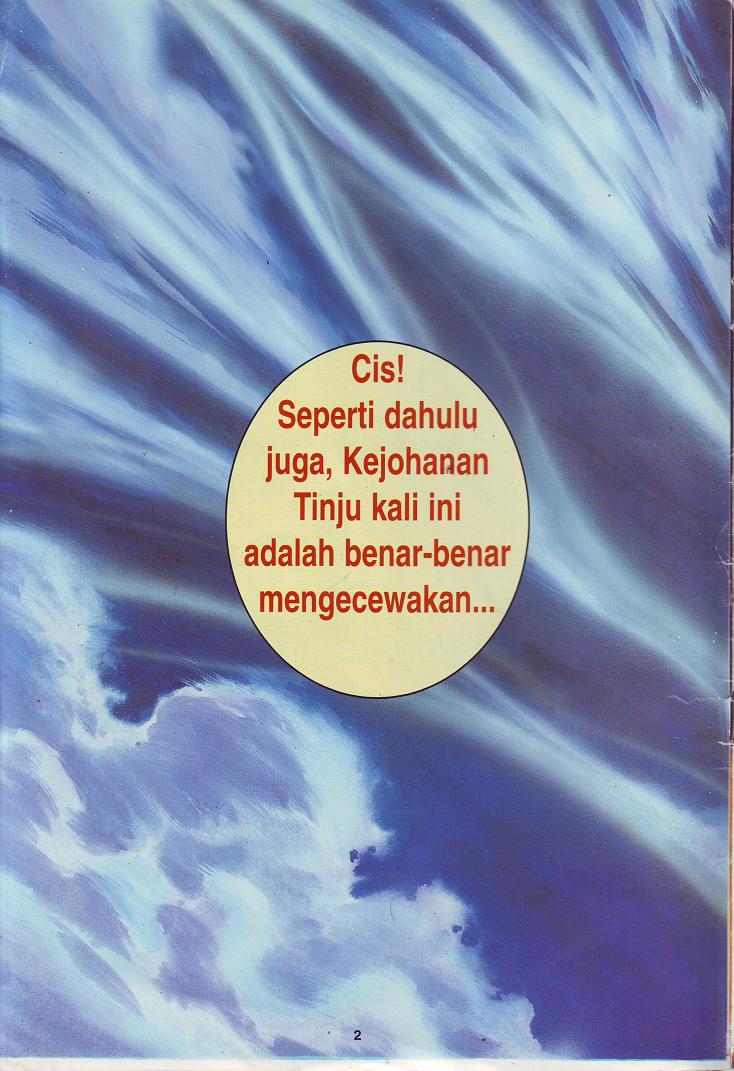 Cis!
Seperti dahulu
juga, Kejohanan
Tinju kali ini
adalah benar-benar
mengecewakan...
2